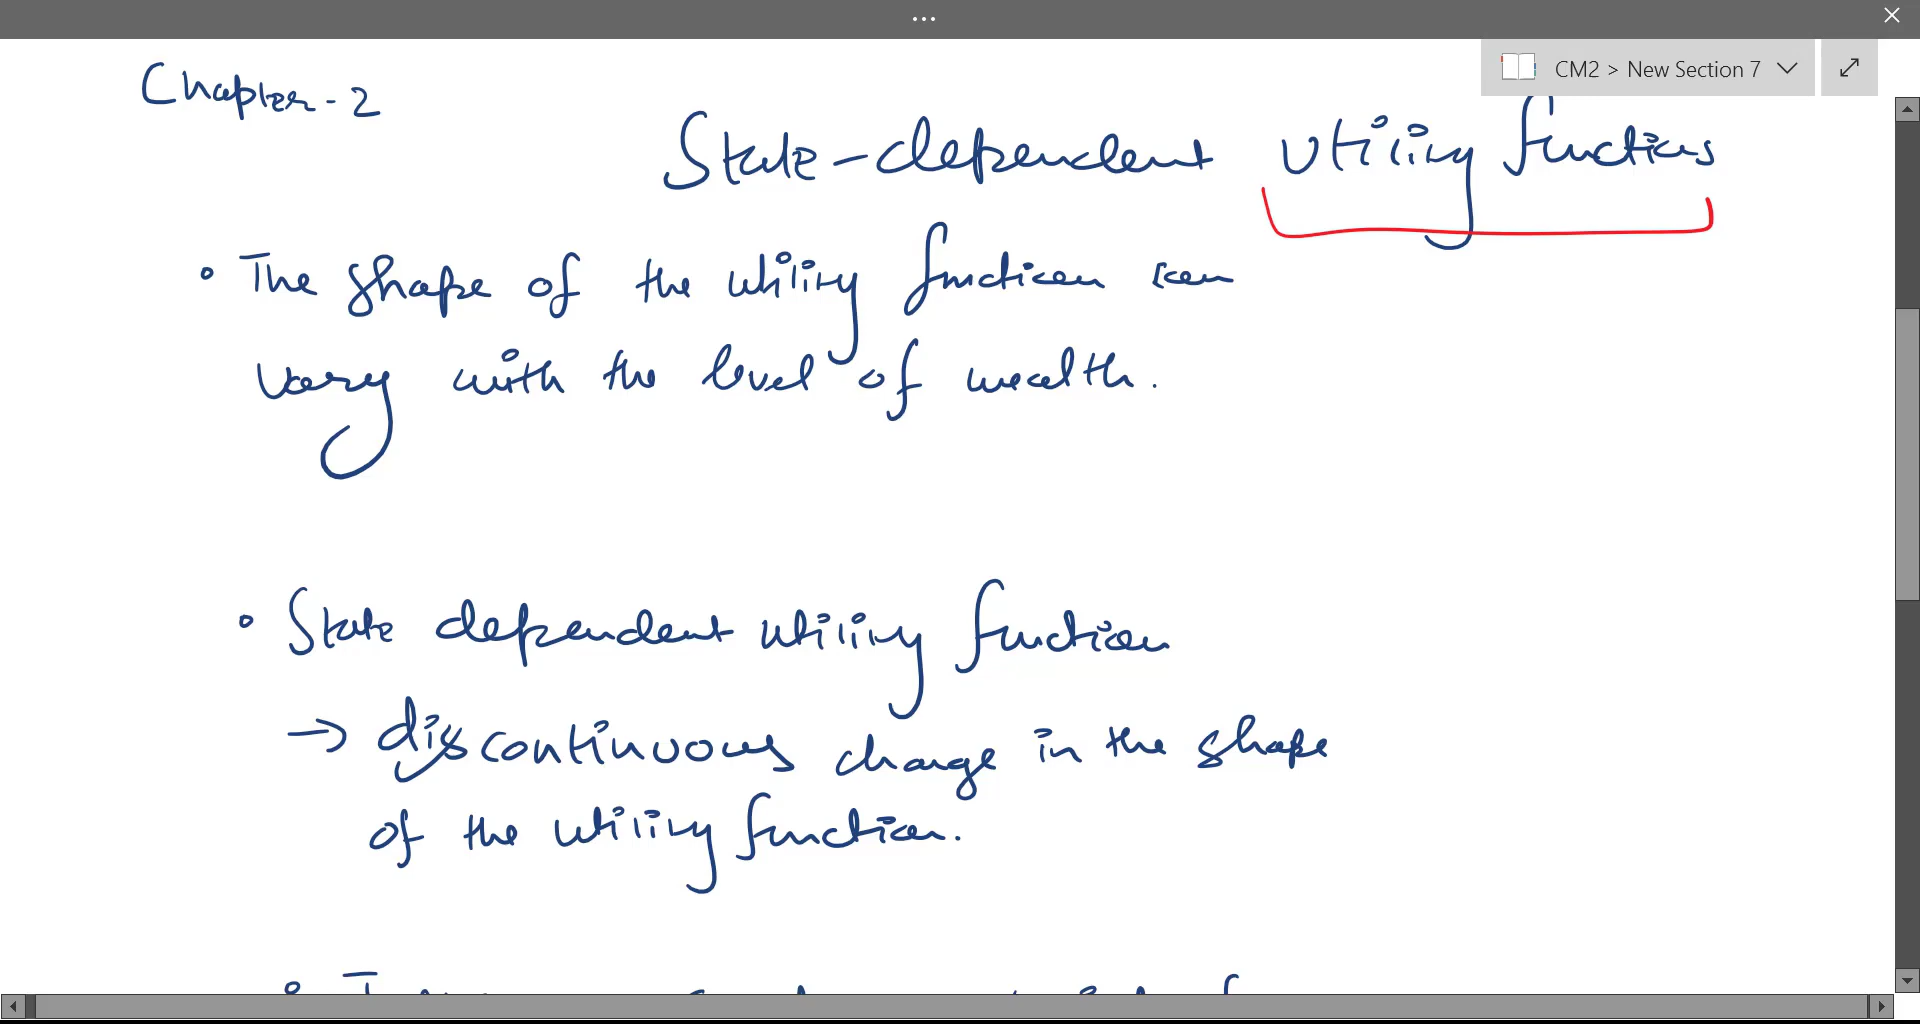 CM2 > New Section 7
Chapter-2
State-dependent utility functions
• The shape of the utility function can
vary with the level of wealth.
• State dependent utility function
→ discontinuous change in the shape
of the utility function.